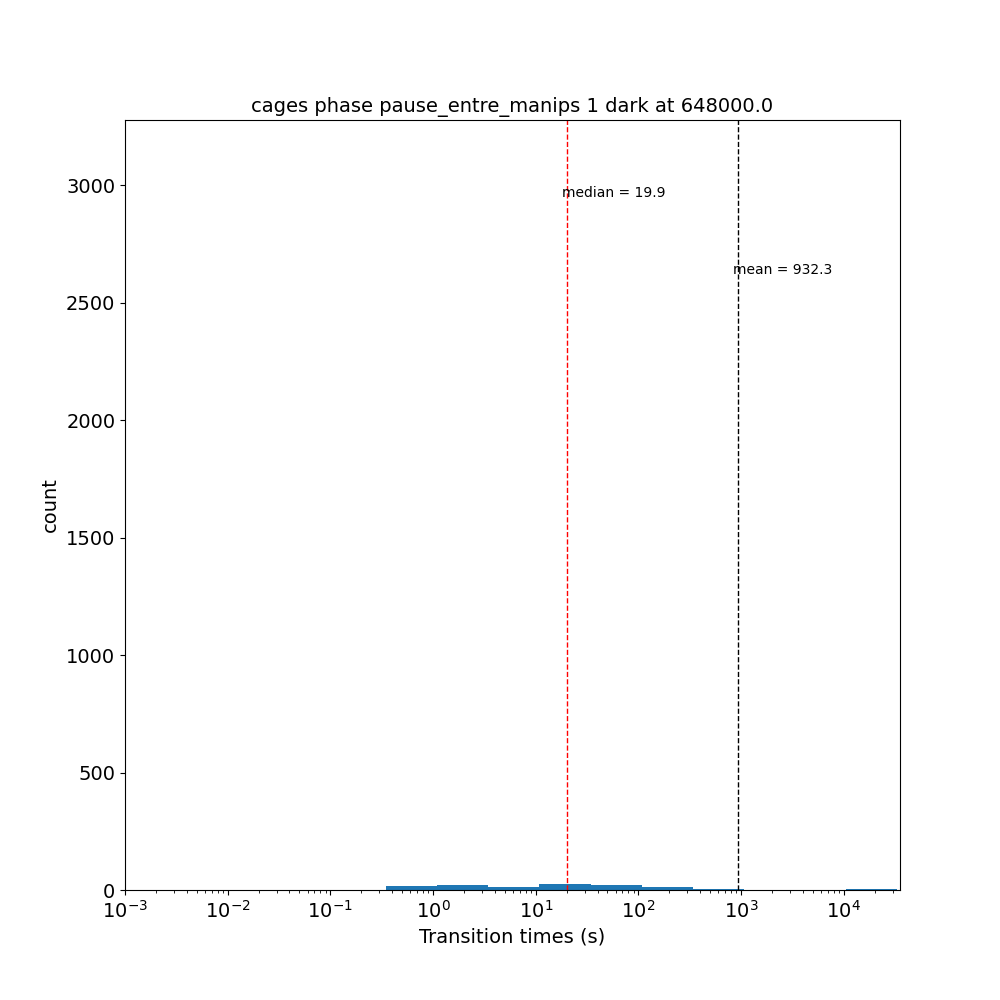 cages phase pause_entre_manips 1 dark at 648000.0
3000
2500
2000
1500
1000
500
0
count
median = 19.9
mean = 932.3
10⁻³ 10⁻² 10⁻¹ 10⁰ 10¹ 10² 10³ 10⁴
Transition times (s)